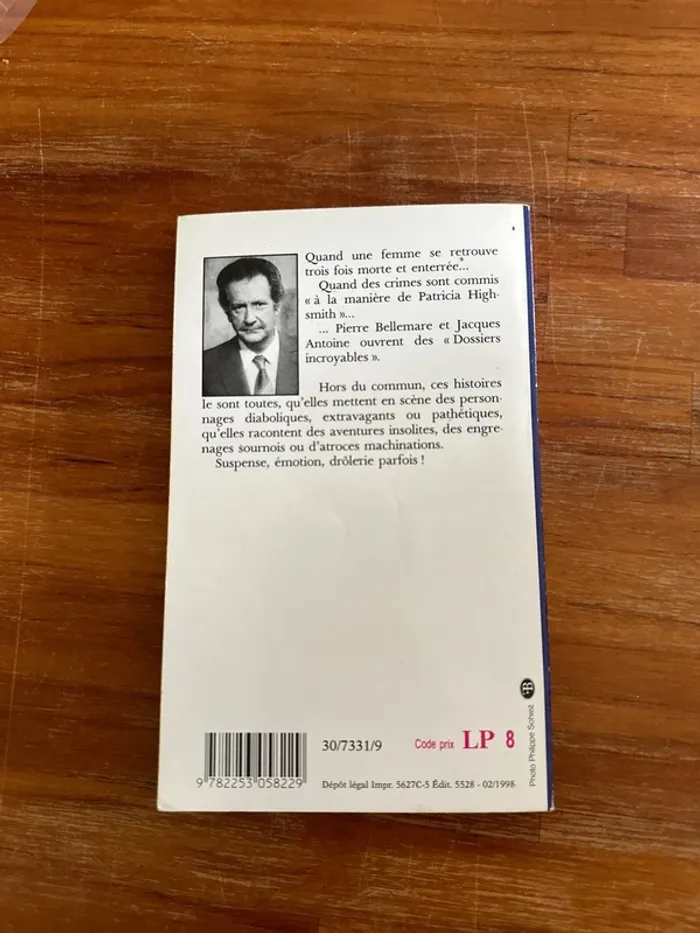 Quand une femme se retrouve
trois fois morte et enterrée...
Quand des crimes sont commis
« à la manière de Patricia High-
smith »...
... Pierre Bellemare et Jacques
Antoine ouvrent des « Dossiers
incroyables ».
Hors du commun, ces histoires
le sont toutes, qu'elles mettent en scène des person-
nages diaboliques, extravagants ou pathétiques,
qu'elles racontent des aventures insolites, des engre-
nages sournois ou d'atroces machinations.
Suspense, émotion, drôlerie parfois !
30/7331/9
Code prix LP 8
9 782253 058229
Dépôt légal Impr. 5627C-5 Édit. 5528 - 02/1998
Photo Philippe Schwez
B